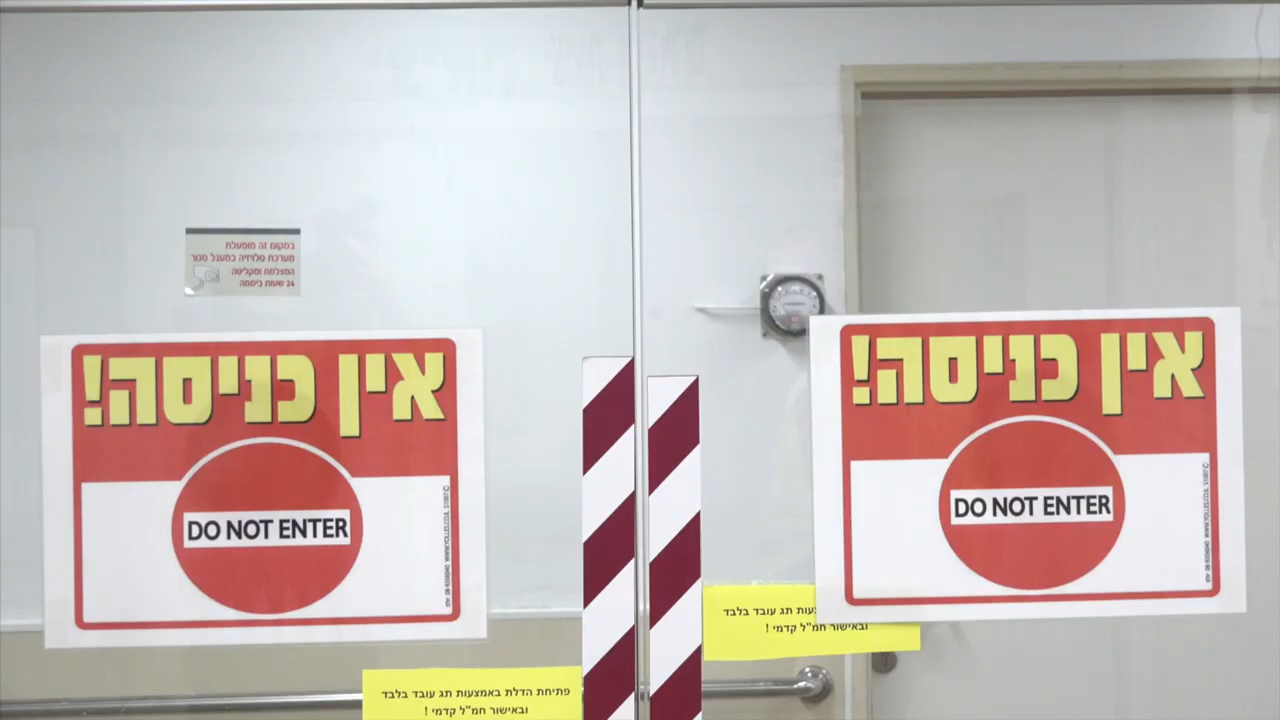 במקום זה מופעלת
מערכת טלויזיה במעגל סגור
המצלמת ומקליטה
24 שעות ביממה
אין כניסה!
DO NOT ENTER
אין כניסה!
DO NOT ENTER
תג עובד בלבד
ובאישור חמ"ל קדמי !
פתיחת הדלת באמצעות תג עובד בלבד
ובאישור חמ"ל קדמי !